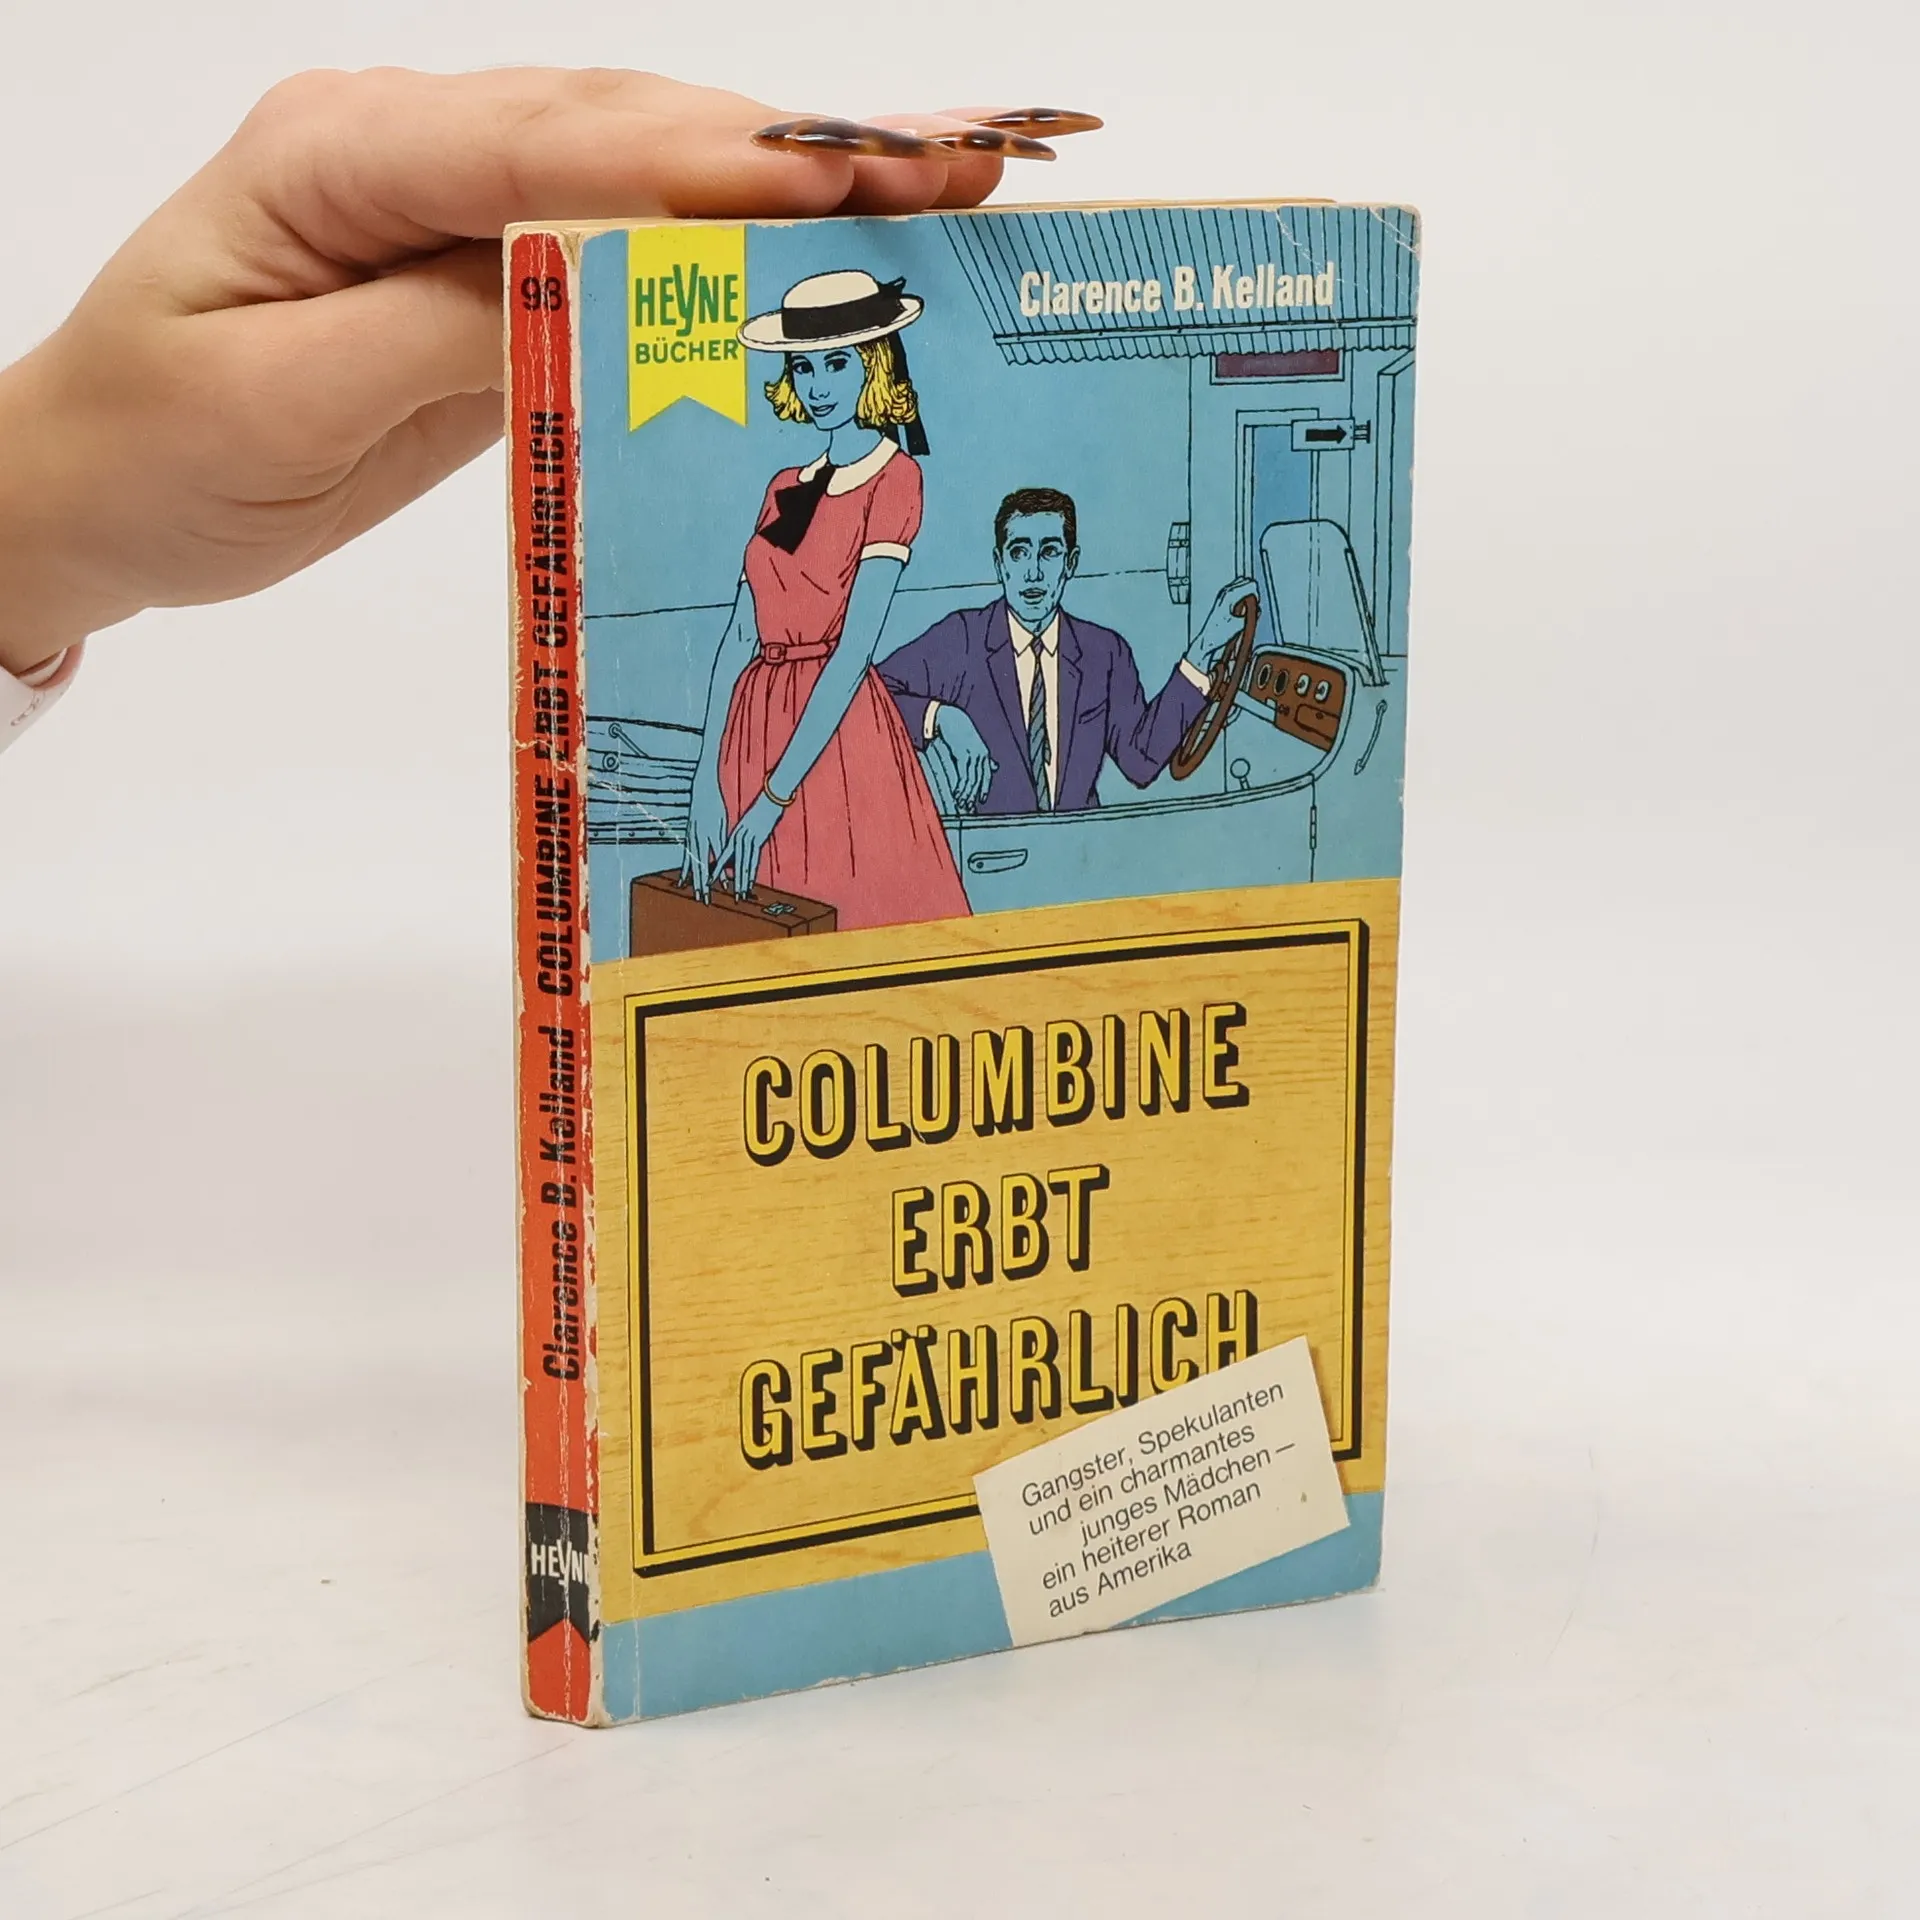 98
COLUMBINE ERBT GEFÄHRLICH
Clarence B. Kelland
HEYNE
HEYNE
BÜCHER
Clarence B. Kelland
COLUMBINE
ERBT
GEFÄHRLICH
Gangster, Spekulanten
und ein charmantes
junges Mädchen —
ein heiterer Roman
aus Amerika